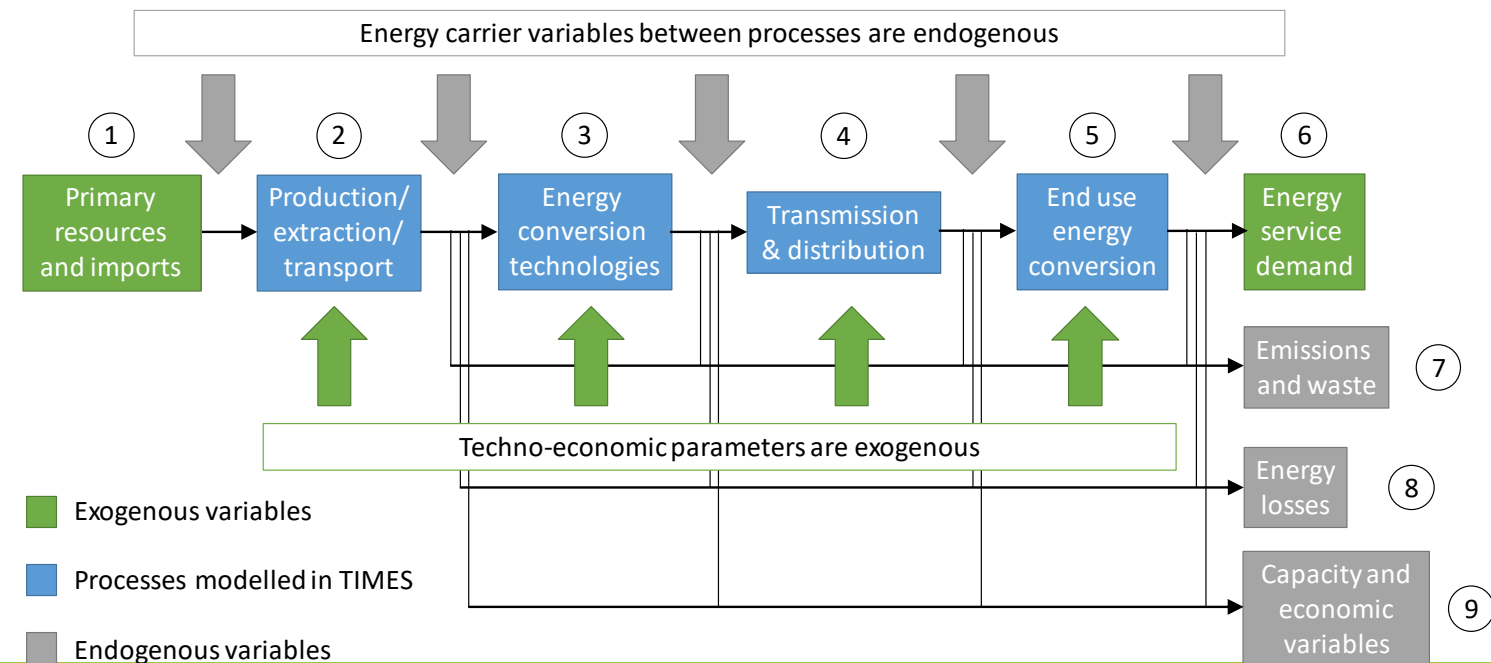 Energy carrier variables between processes are endogenous
1
2
3
4
5
6
Primary
resources
and imports
Production/
extraction/
transport
Energy
conversion
technologies
Transmission
& distribution
End use
energy
conversion
Energy
service
demand
Emissions
and waste
7
Techno-economic parameters are exogenous
Energy
losses
8
Exogenous variables
Processes modelled in TIMES
Capacity and
economic
variables
9
Endogenous variables